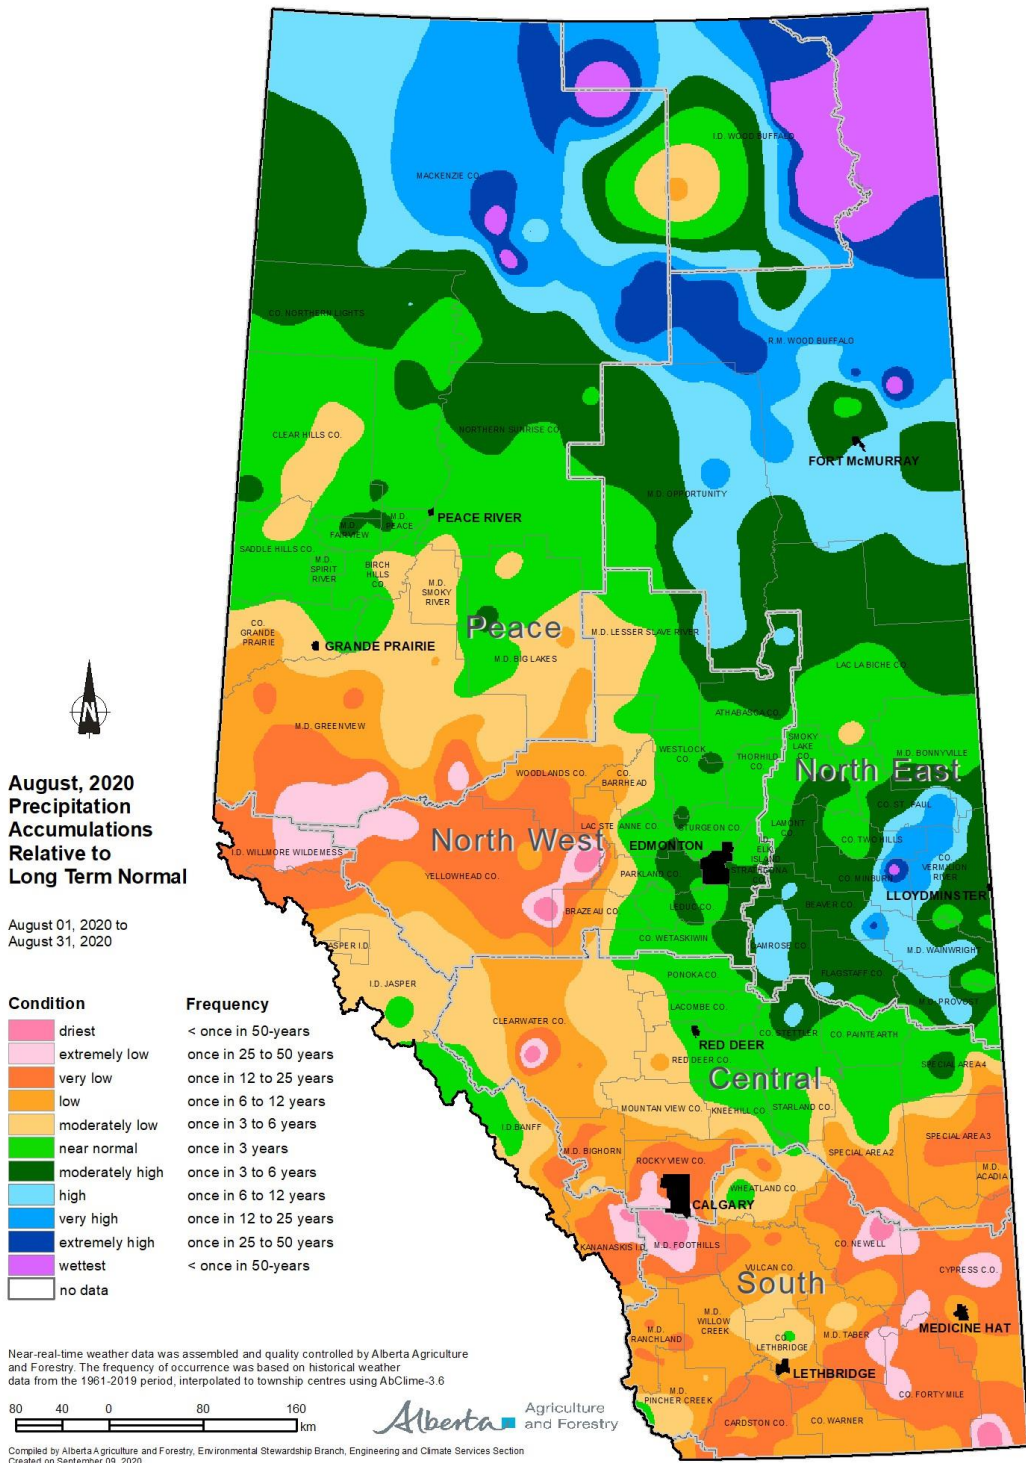 I.D. WOOD BUFFALO
MACKENZIE CO.
CO. NORTHERN LIGHTS
R.M. WOOD BUFFALO
CLEAR HILLS CO.
NORTHERN SUNRISE CO.
FORT McMURRAY
M.D. OPPORTUNITY
PEACE RIVER
M.D.
PEACE
M.D.
FAIRVIEW
SADDLE HILLS CO.
M.D.
SPIRIT
RIVER
BIRCH
HILLS
CO.
M.D.
SMOKY
RIVER
CO.
GRANDE
PRAIRIE
Peace
M.D. LESSER SLAVE RIVER
GRANDE PRAIRIE
M.D. BIG LAKES
LAC LA BICHE CO.
N
M.D. GREENVIEW
ATHABASCA CO.
WESTLOCK
CO.
THORHILD
CO.
SMOKY
LAKE
CO.
M.D. BONNYVILLE
North East
WOODLANDS CO.
CO.
BARRHEAD
August, 2020
Precipitation
Accumulations
Relative to
Long Term Normal
CO. ST. PAUL
LAC STE ANNE CO.
STURGEON CO.
LAMONT
CO.
North West
CO. TWO HILLS
EDMONTON
I.D.
ELK
ISLAND
I.D. WILLMORE WILDERNESS
YELLOWHEAD CO.
PARKLAND CO.
STRATHCONA
CO. MINBURN
CO.
VERMILION
RIVER
LLOYDMINSTER
BRAZEAU CO.
LEDUC CO.
BEAVER CO.
August 01, 2020 to
August 31, 2020
JASPER I.D.
CO. WETASKIWIN
CAMROSE CO.
M.D. WAINWRIGHT
I.D. JASPER
PONOKA CO.
FLAGSTAFF CO.
M.D. PROVOST
LACOMBE CO.
CLEARWATER CO.
CO. STETTLER
CO. PAINTEARTH
RED DEER
RED DEER CO.
SPECIAL AREA 4
Central
MOUNTAN VIEW CO.
KNEEHILL CO.
STARLAND CO.
I.D. BANFF
SPECIAL AREA 3
M.D. BIGHORN
ROCKY VIEW CO.
SPECIAL AREA 2
M.D.
ACADIA
WHEATLAND CO.
CALGARY
KANANASKIS I.D.
M.D. FOOTHILLS
CO. NEWELL
VULCAN CO.
CYPRESS C.O.
South
M.D.
WILLOW
CREEK
M.D.
RANCHLAND
CO.
LETHBRIDGE
M.D. TABER
MEDICINE HAT
LETHBRIDGE
M.D.
PINCHER CREEK
CO. FORTY MILE
CARDSTON CO.
CO. WARNER
Condition Frequency
driest < once in 50-years
extremely low once in 25 to 50 years
very low once in 12 to 25 years
low once in 6 to 12 years
moderately low once in 3 to 6 years
near normal once in 3 years
moderately high once in 3 to 6 years
high once in 6 to 12 years
very high once in 12 to 25 years
extremely high once in 25 to 50 years
wettest < once in 50-years
no data
Near-real-time weather data was assembled and quality controlled by Alberta Agriculture
and Forestry. The frequency of occurrence was based on historical weather
data from the 1961-2019 period, interpolated to township centres using AbClime-3.6
80 40 0 80 160
km
Alberta Agriculture
and Forestry
Compiled by Alberta Agriculture and Forestry, Environmental Stewardship Branch, Engineering and Climate Services Section
Created on September 09, 2020